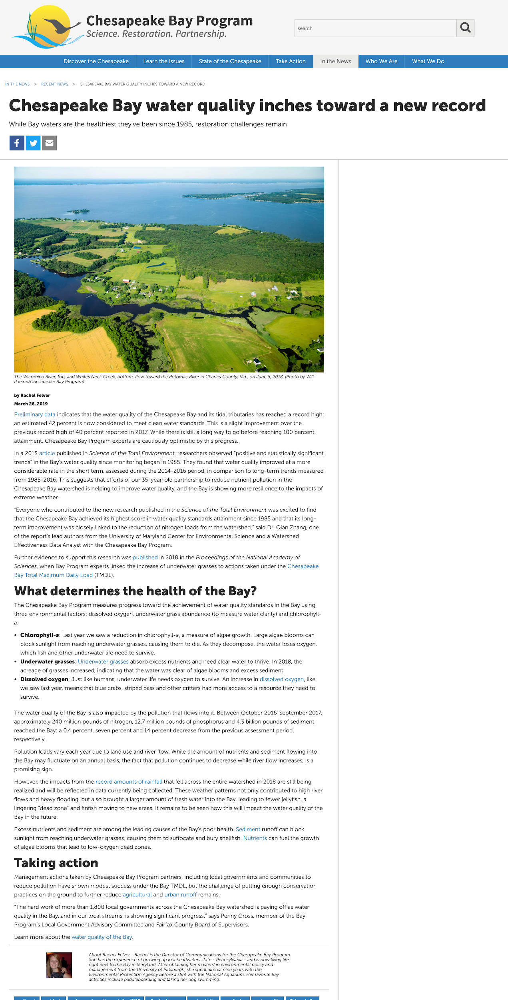 Chesapeake Bay Program
Science. Restoration. Partnership.
search
Discover the Chesapeake
Learn the Issues
State of the Chesapeake
Take Action
In the News
Who We Are
What We Do
IN THE NEWS > RECENT NEWS > CHESAPEAKE BAY WATER QUALITY INCHES TOWARD A NEW RECORD
Chesapeake Bay water quality inches toward a new record
While Bay waters are the healthiest they've been since 1985, restoration challenges remain
The Wicomico River, top, and Whites Neck Creek, bottom, flow toward the Potomac River in Charles County, Md., on June 5, 2018. (Photo by Will
Parson/Chesapeake Bay Program)
by Rachel Felver
March 26, 2019
Preliminary data indicates that the water quality of the Chesapeake Bay and its tidal tributaries has reached a record high:
an estimated 42 percent is now considered to meet clean water standards. This is a slight improvement over the
previous record high of 40 percent reported in 2017. While there is still a long way to go before reaching 100 percent
attainment, Chesapeake Bay Program experts are cautiously optimistic by this progress.
In a 2018 article published in Science of the Total Environment, researchers observed “positive and statistically significant
trends” in the Bay’s water quality since monitoring began in 1985. They found that water quality improved at a more
considerable rate in the short term, assessed during the 2014-2016 period, in comparison to long-term trends measured
from 1985-2016. This suggests that efforts of our 35-year-old partnership to reduce nutrient pollution in the
Chesapeake Bay watershed is helping to improve water quality, and the Bay is showing more resilience to the impacts of
extreme weather.
“Everyone who contributed to the new research published in the Science of the Total Environment was excited to find
that the Chesapeake Bay achieved its highest score in water quality standards attainment since 1985 and that its long-
term improvement was closely linked to the reduction of nitrogen loads from the watershed,” said Dr. Qian Zhang, one
of the report’s lead authors from the University of Maryland Center for Environmental Science and a Watershed
Effectiveness Data Analyst with the Chesapeake Bay Program.
Further evidence to support this research was published in 2018 in the Proceedings of the National Academy of
Sciences, when Bay Program experts linked the increase of underwater grasses to actions taken under the Chesapeake
Bay Total Maximum Daily Load (TMDL).
What determines the health of the Bay?
The Chesapeake Bay Program measures progress toward the achievement of water quality standards in the Bay using
three environmental factors: dissolved oxygen, underwater grass abundance (to measure water clarity) and chlorophyll-
a.
• Chlorophyll-a: Last year we saw a reduction in chlorophyll-a, a measure of algae growth. Large algae blooms can
block sunlight from reaching underwater grasses, causing them to die. As they decompose, the water loses oxygen,
which fish and other underwater life need to survive.
• Underwater grasses: Underwater grasses absorb excess nutrients and need clear water to thrive. In 2018, the
acreage of grasses increased, indicating that the water was clear of algae blooms and excess sediment.
• Dissolved oxygen: Just like humans, underwater life needs oxygen to survive. An increase in dissolved oxygen, like
we saw last year, means that blue crabs, striped bass and other critters had more access to a resource they need to
survive.
The water quality of the Bay is also impacted by the pollution that flows into it. Between October 2016-September 2017,
approximately 240 million pounds of nitrogen, 12.7 million pounds of phosphorus and 4.3 billion pounds of sediment
reached the Bay: a 0.4 percent, seven percent and 14 percent decrease from the previous assessment period,
respectively.
Pollution loads vary each year due to land use and river flow. While the amount of nutrients and sediment flowing into
the Bay may fluctuate on an annual basis, the fact that pollution continues to decrease while river flow increases, is a
promising sign.
However, the impacts from the record amounts of rainfall that fell across the entire watershed in 2018 are still being
realized and will be reflected in data currently being collected. These weather patterns not only contributed to high river
flows and heavy flooding, but also brought a larger amount of fresh water into the Bay, leading to fewer jellyfish, a
lingering “dead zone” and finfish moving to new areas. It remains to be seen how this will impact the water quality of the
Bay in the future.
Excess nutrients and sediment are among the leading causes of the Bay’s poor health. Sediment runoff can block
sunlight from reaching underwater grasses, causing them to suffocate and bury shellfish. Nutrients can fuel the growth
of algae blooms that lead to low-oxygen dead zones.
Taking action
Management actions taken by Chesapeake Bay Program partners, including local governments and communities to
reduce pollution have shown modest success under the Bay TMDL, but the challenge of putting enough conservation
practices on the ground to further reduce agricultural and urban runoff remains.
“The hard work of more than 1,800 local governments across the Chesapeake Bay watershed is paying off as water
quality in the Bay, and in our local streams, is showing significant progress,” says Penny Gross, member of the Bay
Program’s Local Government Advisory Committee and Fairfax County Board of Supervisors.
Learn more about the water quality of the Bay.
About Rachel Felver - Rachel is the Director of Communications for the Chesapeake Bay Program.
She has the experience of growing up in a headwaters state - Pennsylvania - and is now living life
right next to the Bay in Maryland. After obtaining her masters' in environmental policy and
management from the University of Pittsburgh, she spent almost nine years with the
Environmental Protection Agency before a stint with the National Aquarium. Her favorite Bay
activities include paddleboarding and taking her dog swimming.